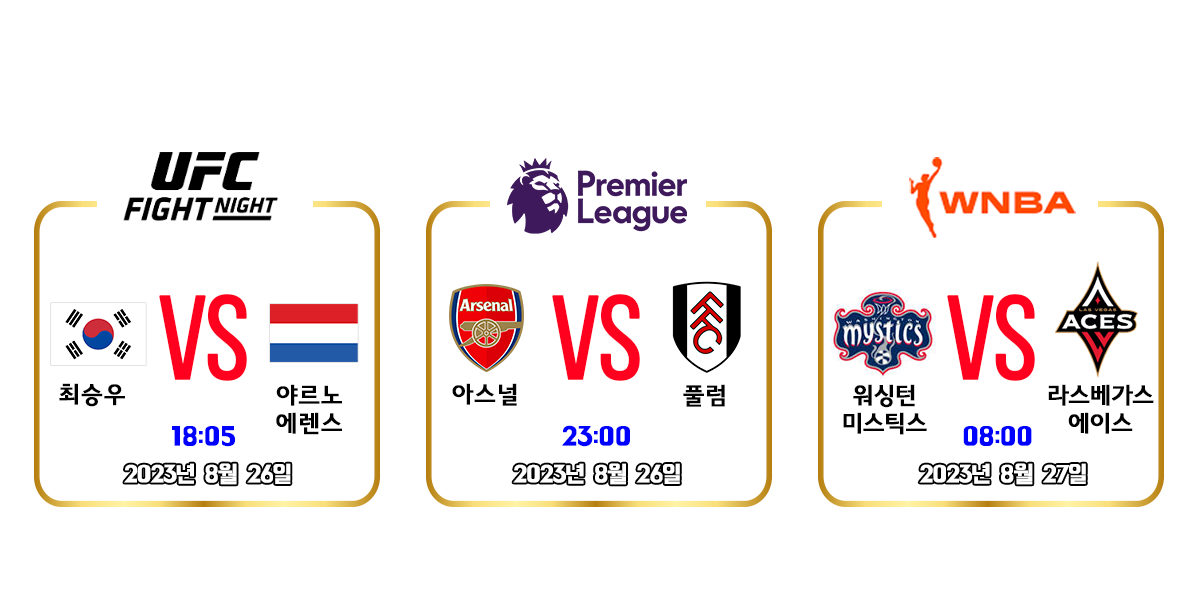 UFC
FIGHT NIGHT
VS
최승우
야르노
에렌스
18:05
2023년 8월 26일
Premier
League
Arsenal
VS
FFC
아스널
풀럼
23:00
2023년 8월 26일
WNBA
WASHINGTON
mystics
VS
LAS VEGAS
ACES
워싱턴
미스틱스
라스베가스
에이스
08:00
2023년 8월 27일